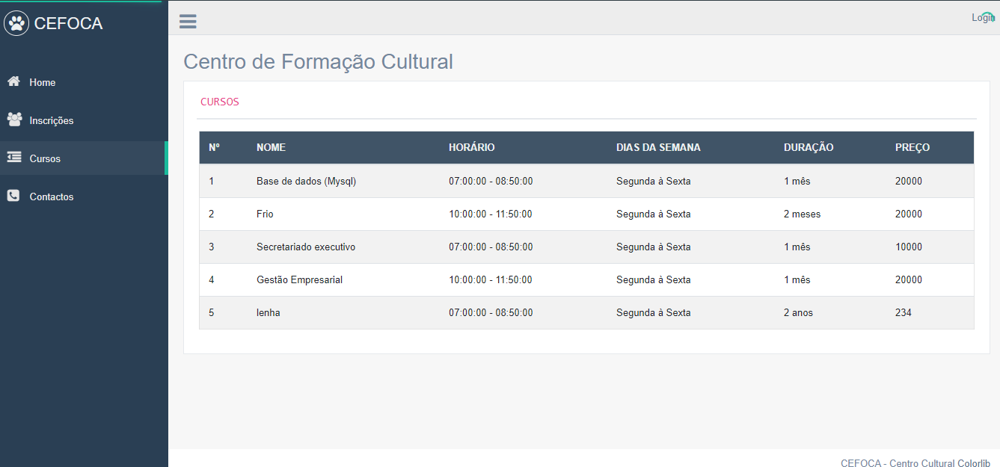 CEFOCA
Login
Home
Inscrições
Cursos
Contactos
Centro de Formação Cultural
CURSOS
Nº NOME HORÁRIO DIAS DA SEMANA DURAÇÃO PREÇO
1 Base de dados (Mysql) 07:00:00 - 08:50:00 Segunda à Sexta 1 mês 20000
2 Frio 10:00:00 - 11:50:00 Segunda à Sexta 2 meses 20000
3 Secretariado executivo 07:00:00 - 08:50:00 Segunda à Sexta 1 mês 10000
4 Gestão Empresarial 10:00:00 - 11:50:00 Segunda à Sexta 1 mês 20000
5 lenha 07:00:00 - 08:50:00 Segunda à Sexta 2 anos 234
CEFOCA - Centro Cultural Colorlib